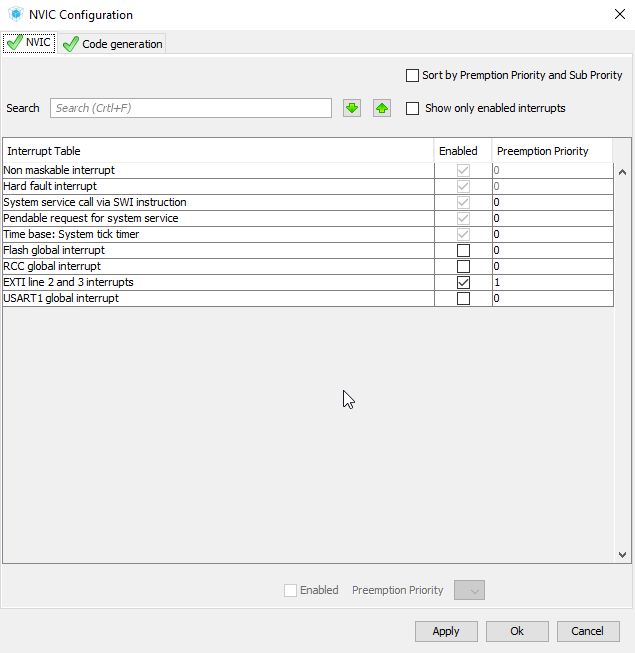 NVIC Configuration
NVIC Code generation
Sort by Premption Priority and Sub Prority
Search Search (Crtl+F) Show only enabled interrupts
Interrupt Table Enabled Preemption Priority
Non maskable interrupt 0
Hard fault interrupt 0
System service call via SWI instruction 0
Pendable request for system service 0
Time base: System tick timer 0
Flash global interrupt 0
RCC global interrupt 0
EXTI line 2 and 3 interrupts 1
USART1 global interrupt 0
Enabled Preemption Priority
Apply Ok Cancel